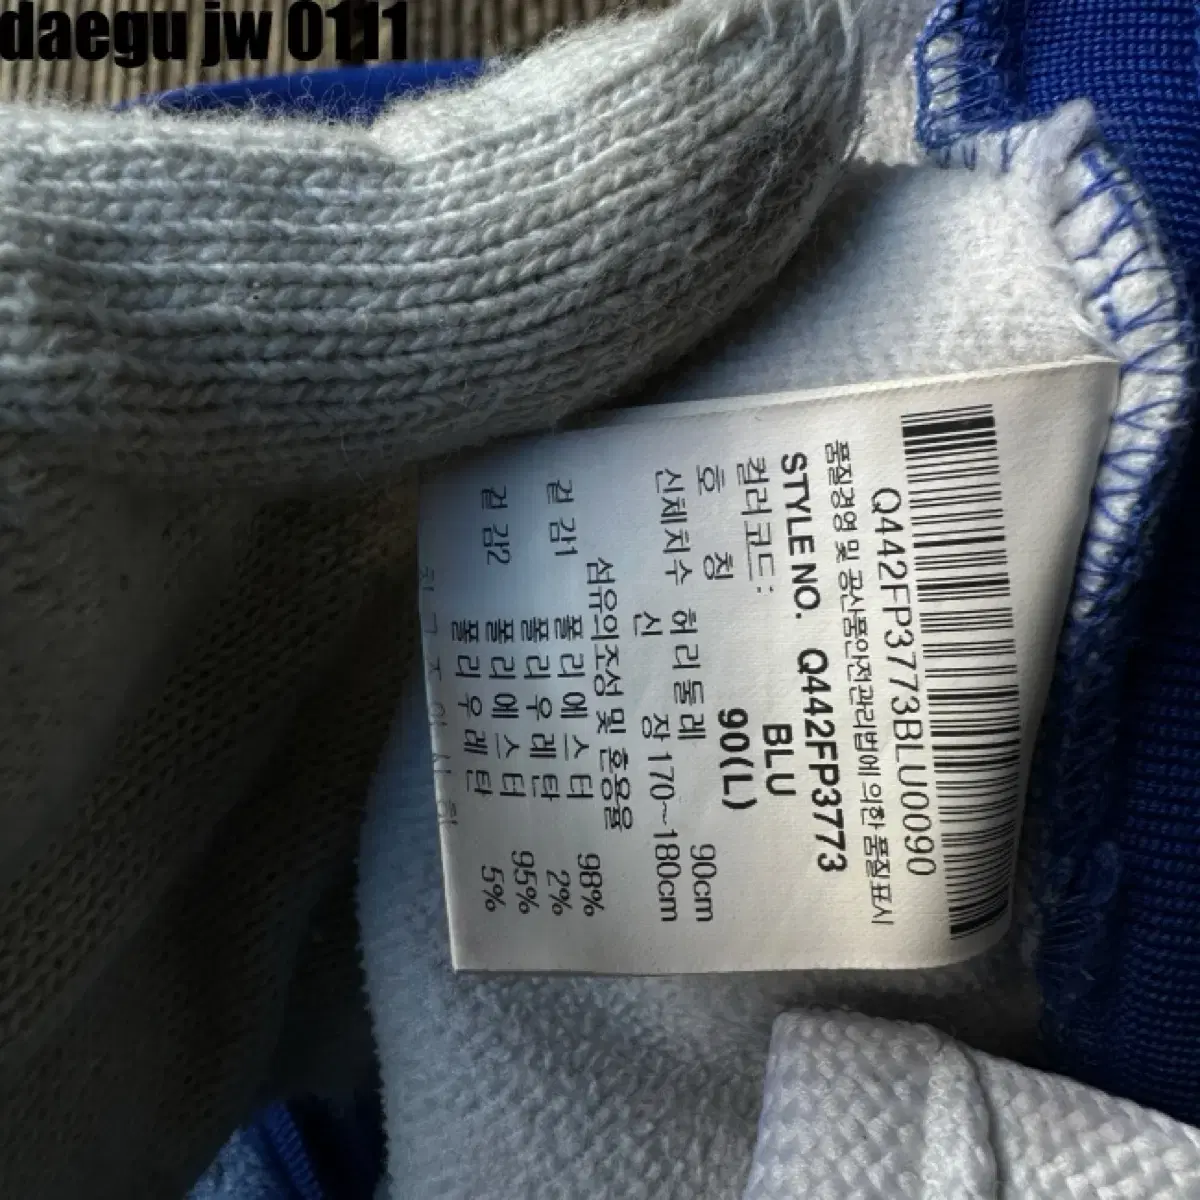 daegu jw 0111
Q442FP3773BLU0090
품질경영 및 공산품안전관리법에 의한 품질표시
STYLE NO. Q442FP3773
컬러코드 : BLU
호 칭 90(L)
신체치수 허리둘레 90cm
신 장 170~180cm
섬유의조성 및 혼용율
겉감1 폴리에스터 98%
폴리우레탄 2%
겉감2 폴리에스터 95%
폴리우레탄 5%